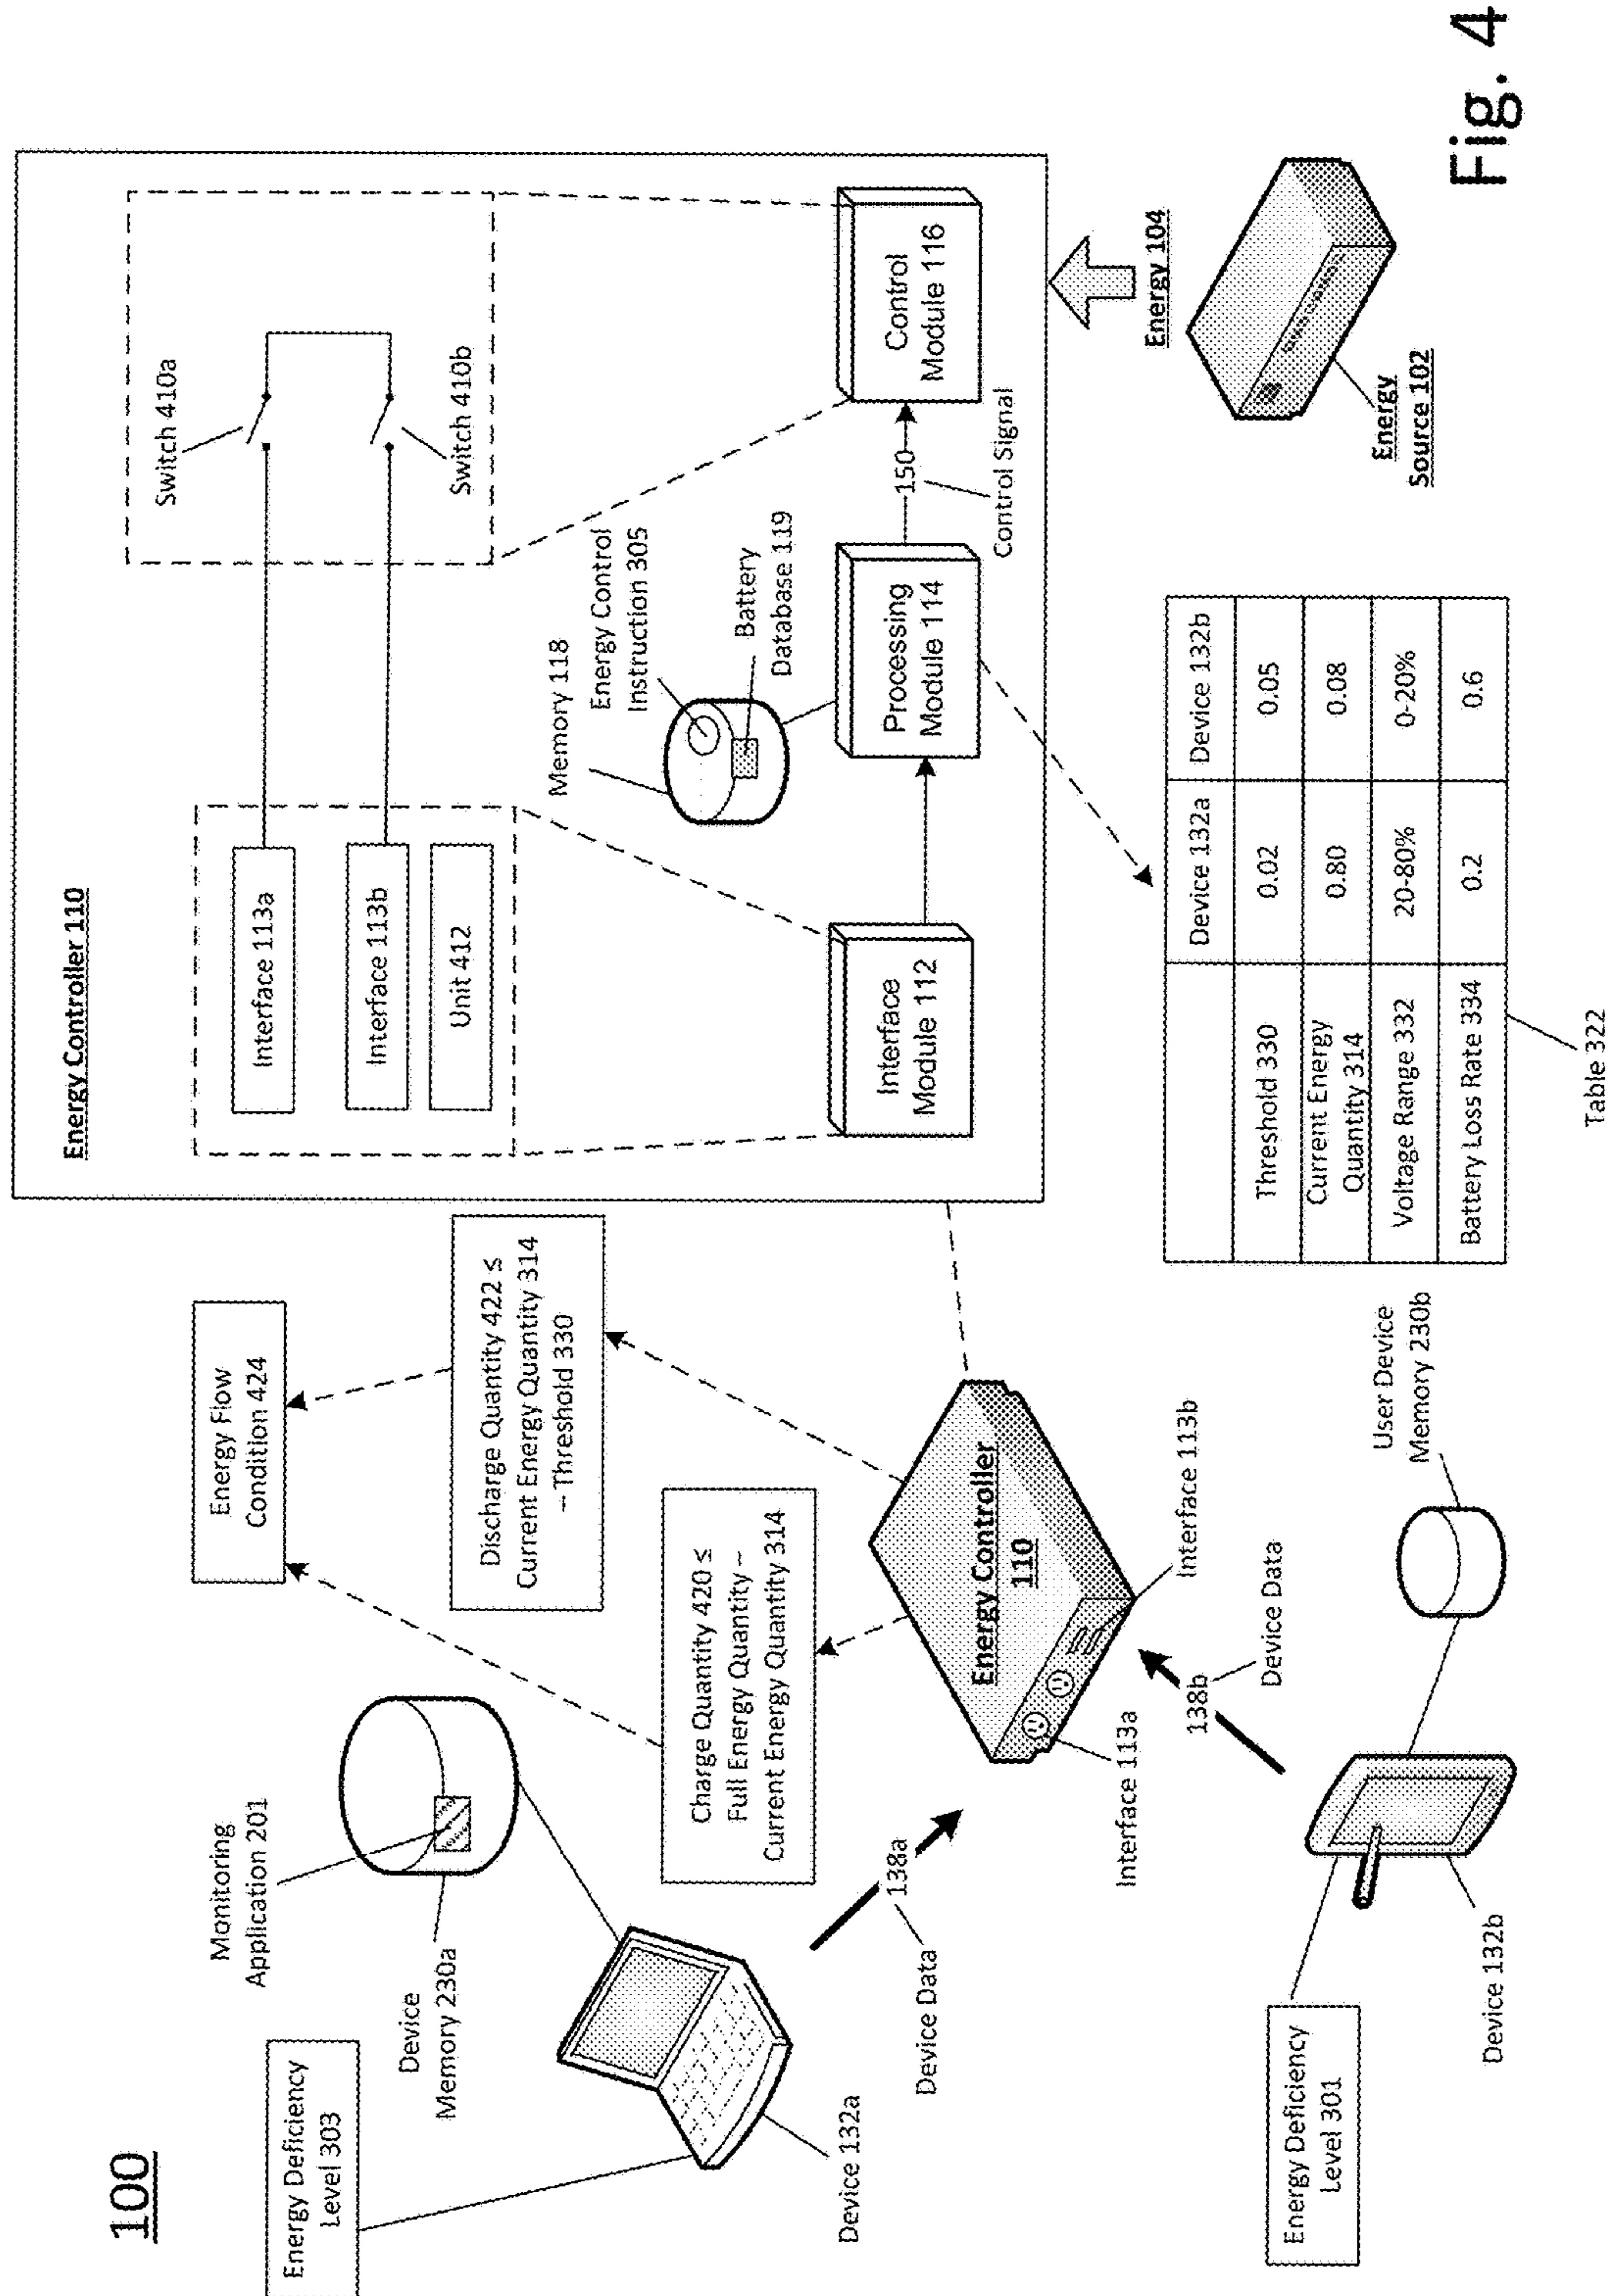 100
Energy Deficiency
Level 303
Device
Memory 230a
Monitoring
Application 201
Device 132a
Device Data
138a
Energy Deficiency
Level 301
Device 132b
138b
Device Data
User Device
Memory 230b
Energy Flow
Condition 424
Discharge Quantity 422 ≤
Current Energy Quantity 314
– Threshold 330
Charge Quantity 420 ≤
Full Energy Quantity –
Current Energy Quantity 314
Energy Controller
110
Interface 113a
Interface 113b
Energy Controller 110
Interface 113a
Interface 113b
Unit 412
Switch 410a
Switch 410b
Memory 118
Energy Control
Instruction 305
Battery
Database 119
Interface
Module 112
Processing
Module 114
150
Control Signal
Control
Module 116
Device 132a Device 132b
Threshold 330 0.02 0.05
Current Energy
Quantity 314 0.80 0.08
Voltage Range 332 20-80% 0-20%
Battery Loss Rate 334 0.2 0.6
Table 322
Energy 104
Energy
Source 102
Fig. 4